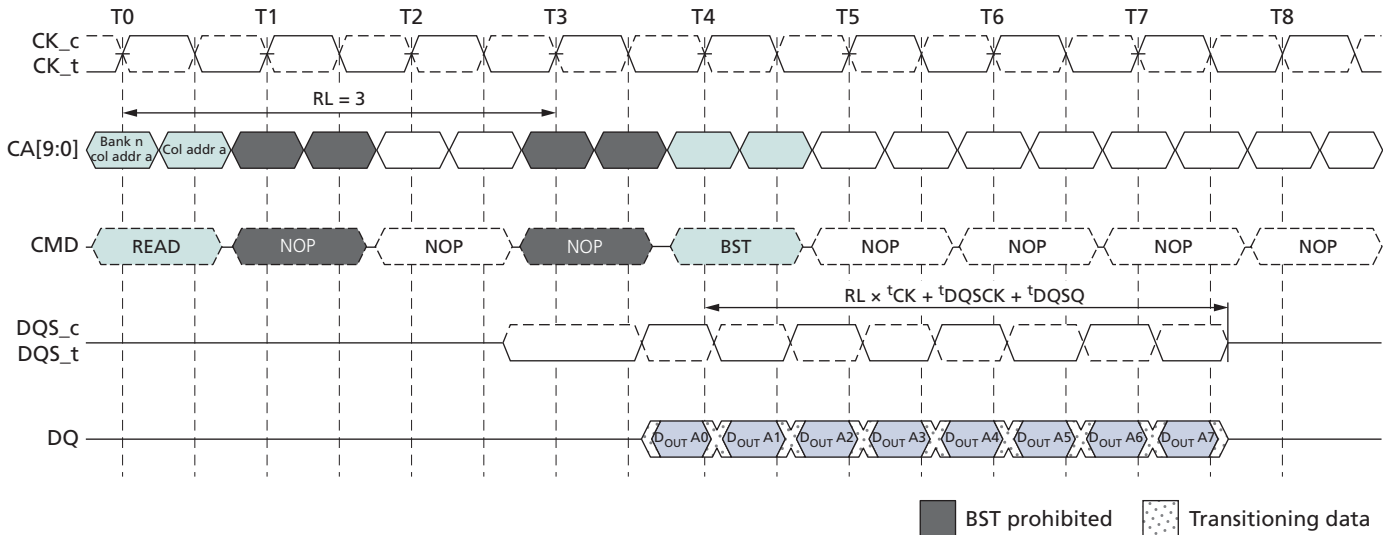 T0 T1 T2 T3 T4 T5 T6 T7 T8
CK_c
CK_t
RL = 3
CA[9:0]
Bank n
col addr a
Col addr a
CMD
READ NOP NOP NOP BST NOP NOP NOP NOP
RL × tCK + tDQSCK + tDQSQ
DQS_c
DQS_t
DQ
DOUT A0 DOUT A1 DOUT A2 DOUT A3 DOUT A4 DOUT A5 DOUT A6 DOUT A7
BST prohibited Transitioning data